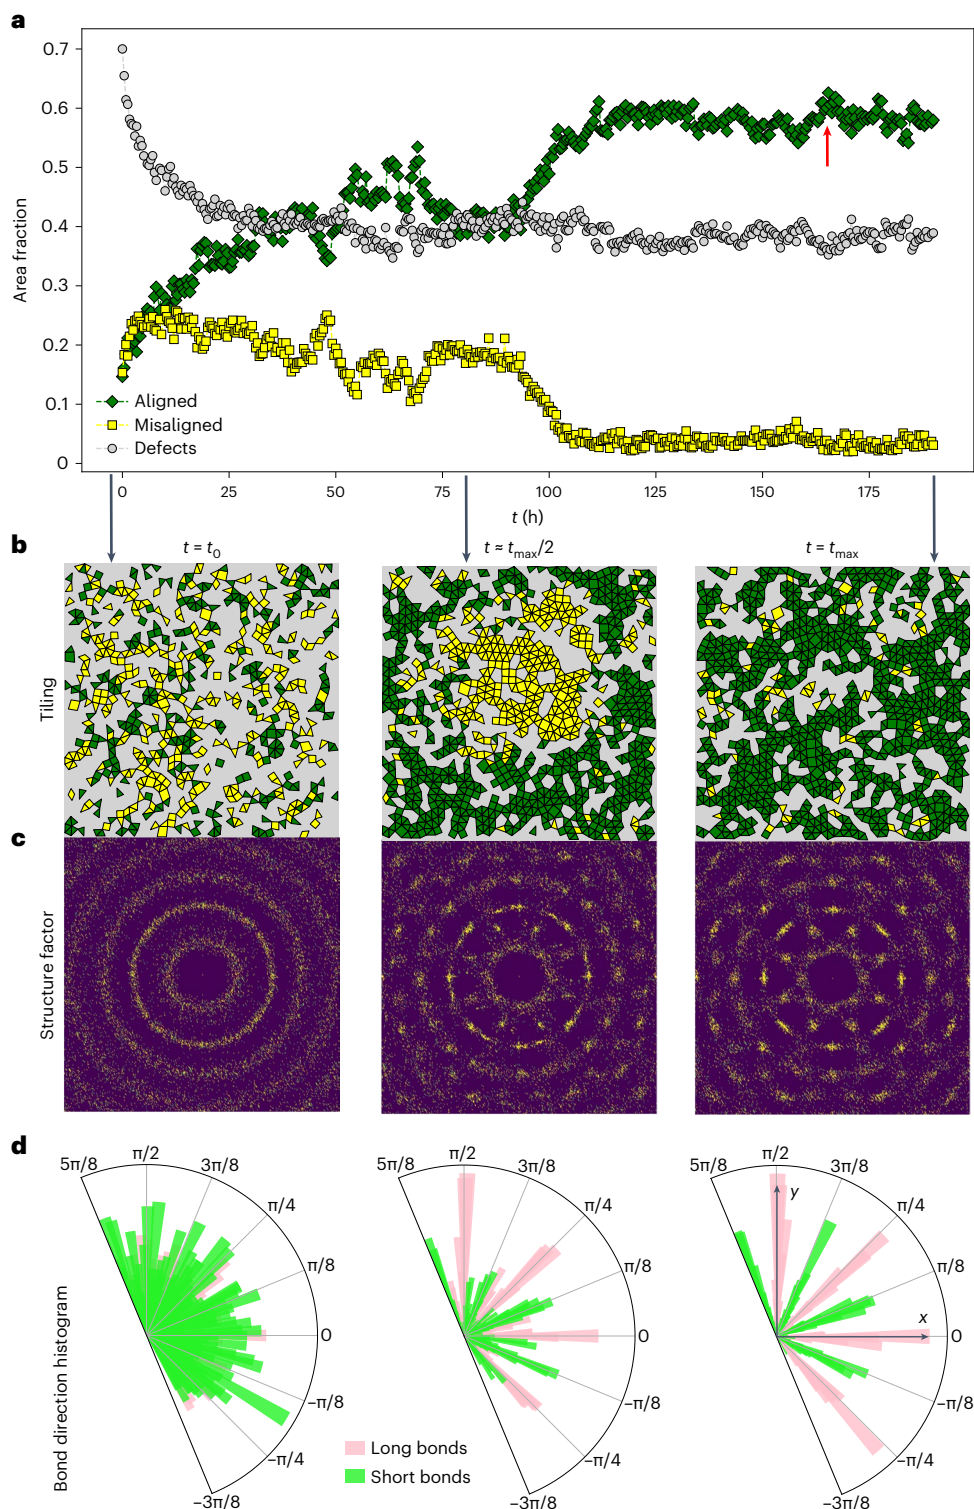 a
0.7
0.6
0.5
0.4
0.3
0.2
0.1
0
Area fraction
Aligned
Misaligned
Defects
0
25
50
75
100
125
150
175
t (h)
b
t = t0
t ≈ tmax/2
t = tmax
Tiling
c
Structure factor
d
Bond direction histogram
5π/8
π/2
3π/8
π/4
π/8
0
−π/8
−π/4
−3π/8
5π/8
π/2
3π/8
π/4
π/8
0
−π/8
−π/4
−3π/8
5π/8
π/2
3π/8
π/4
π/8
0
−π/8
−π/4
−3π/8
y
x
Long bonds
Short bonds